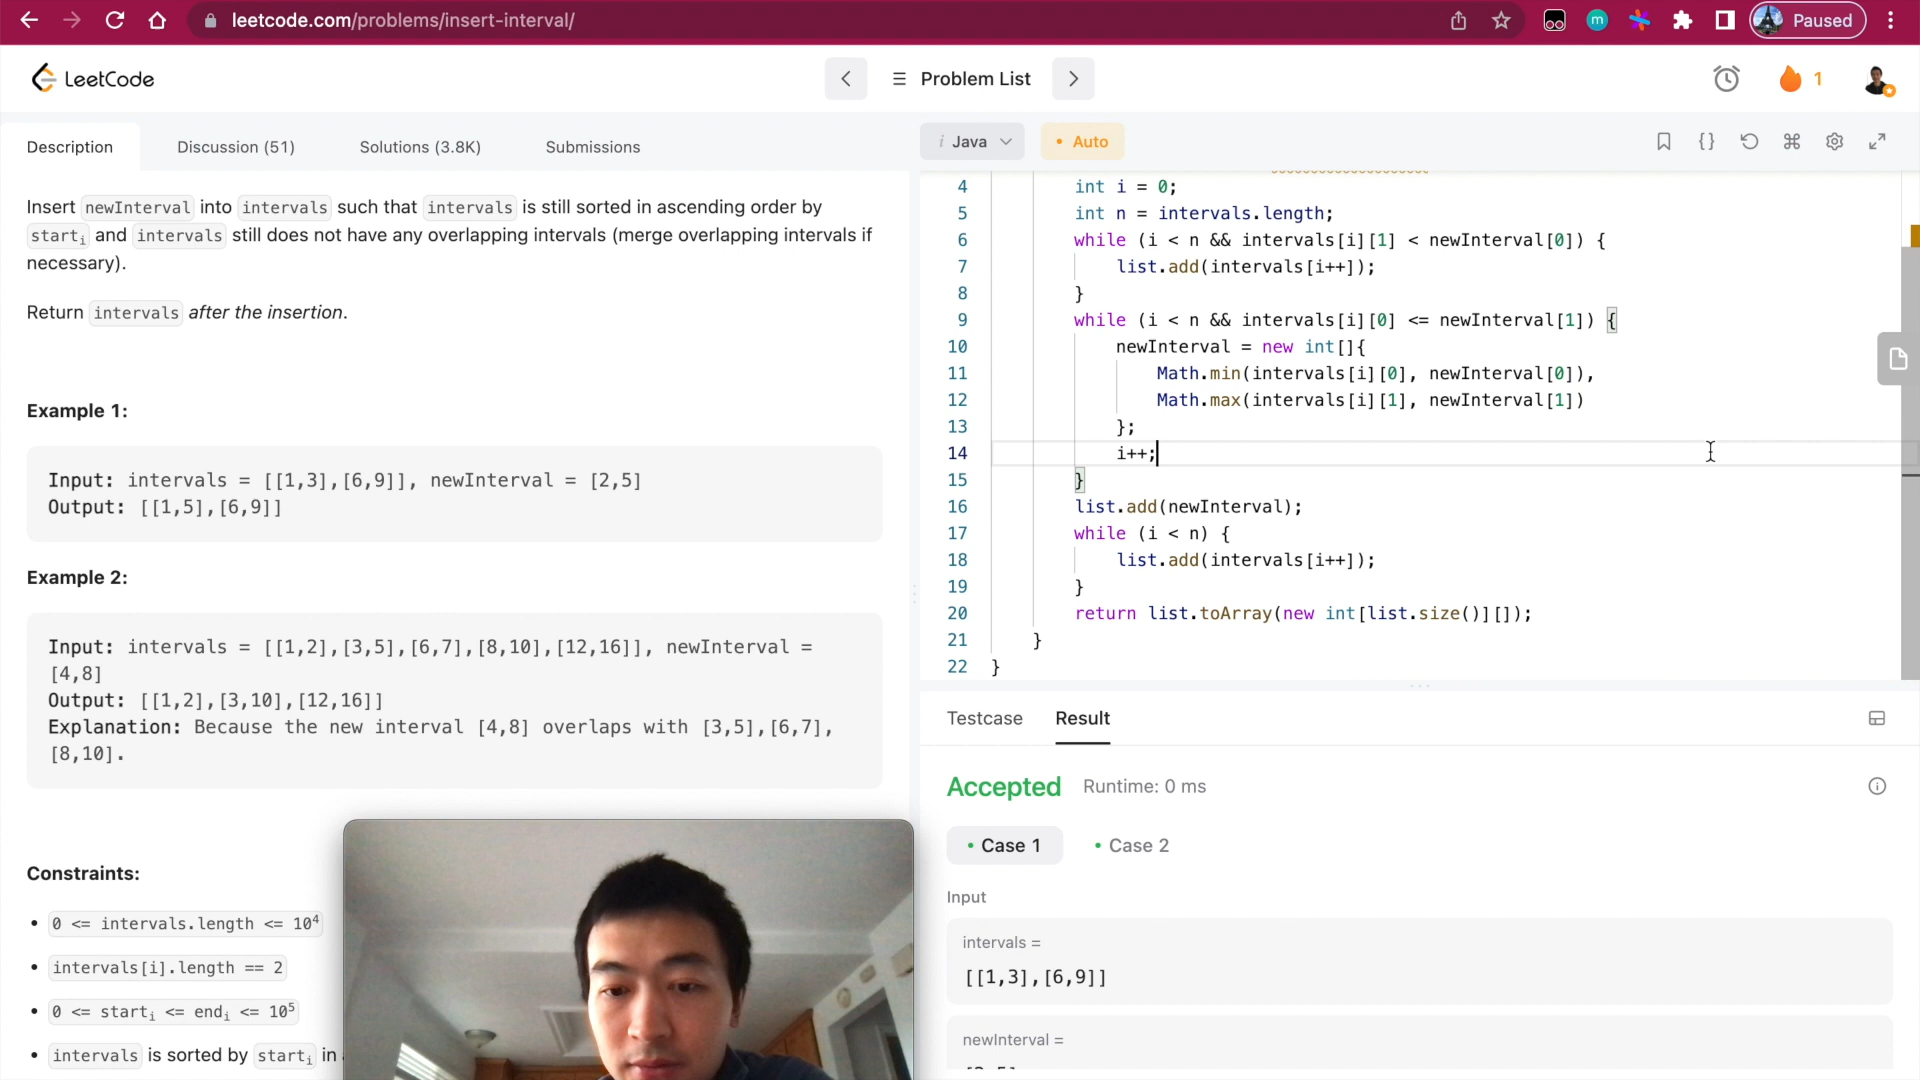 leetcode.com/problems/insert-interval/
m
Paused
LeetCode
Problem List
1
Description
Discussion (51)
Solutions (3.8K)
Submissions
i Java
• Auto
{}
Insert newInterval into intervals such that intervals is still sorted in ascending order by
starti and intervals still does not have any overlapping intervals (merge overlapping intervals if
necessary).
Return intervals after the insertion.
Example 1:
Input: intervals = [[1,3],[6,9]], newInterval = [2,5]
Output: [[1,5],[6,9]]
Example 2:
Input: intervals = [[1,2],[3,5],[6,7],[8,10],[12,16]], newInterval =
[4,8]
Output: [[1,2],[3,10],[12,16]]
Explanation: Because the new interval [4,8] overlaps with [3,5],[6,7],
[8,10].
Constraints:
• 0 <= intervals.length <= 10⁴
• intervals[i].length == 2
• 0 <= starti <= endi <= 10⁵
• intervals is sorted by starti in
4 int i = 0;
5 int n = intervals.length;
6 while (i < n && intervals[i][1] < newInterval[0]) {
7 list.add(intervals[i++]);
8 }
9 while (i < n && intervals[i][0] <= newInterval[1]) {
10 newInterval = new int[]{
11 Math.min(intervals[i][0], newInterval[0]),
12 Math.max(intervals[i][1], newInterval[1])
13 };
14 i++;
15 }
16 list.add(newInterval);
17 while (i < n) {
18 list.add(intervals[i++]);
19 }
20 return list.toArray(new int[list.size()][]);
21 }
22 }
Testcase
Result
Accepted
Runtime: 0 ms
• Case 1
• Case 2
Input
intervals =
[[1,3],[6,9]]
newInterval =